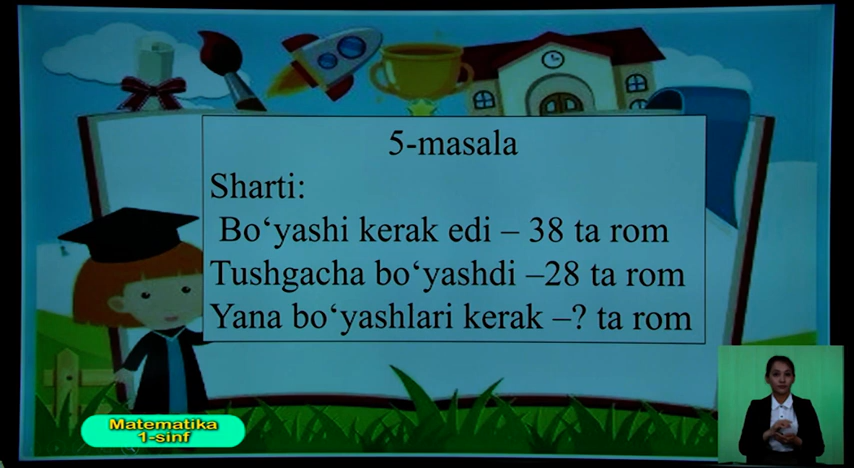 5-masala
Sharti:
Bo‘yashi kerak edi – 38 ta rom
Tushgacha bo‘yashdi –28 ta rom
Yana bo‘yashlari kerak –? ta rom
Matematika
1-sinf